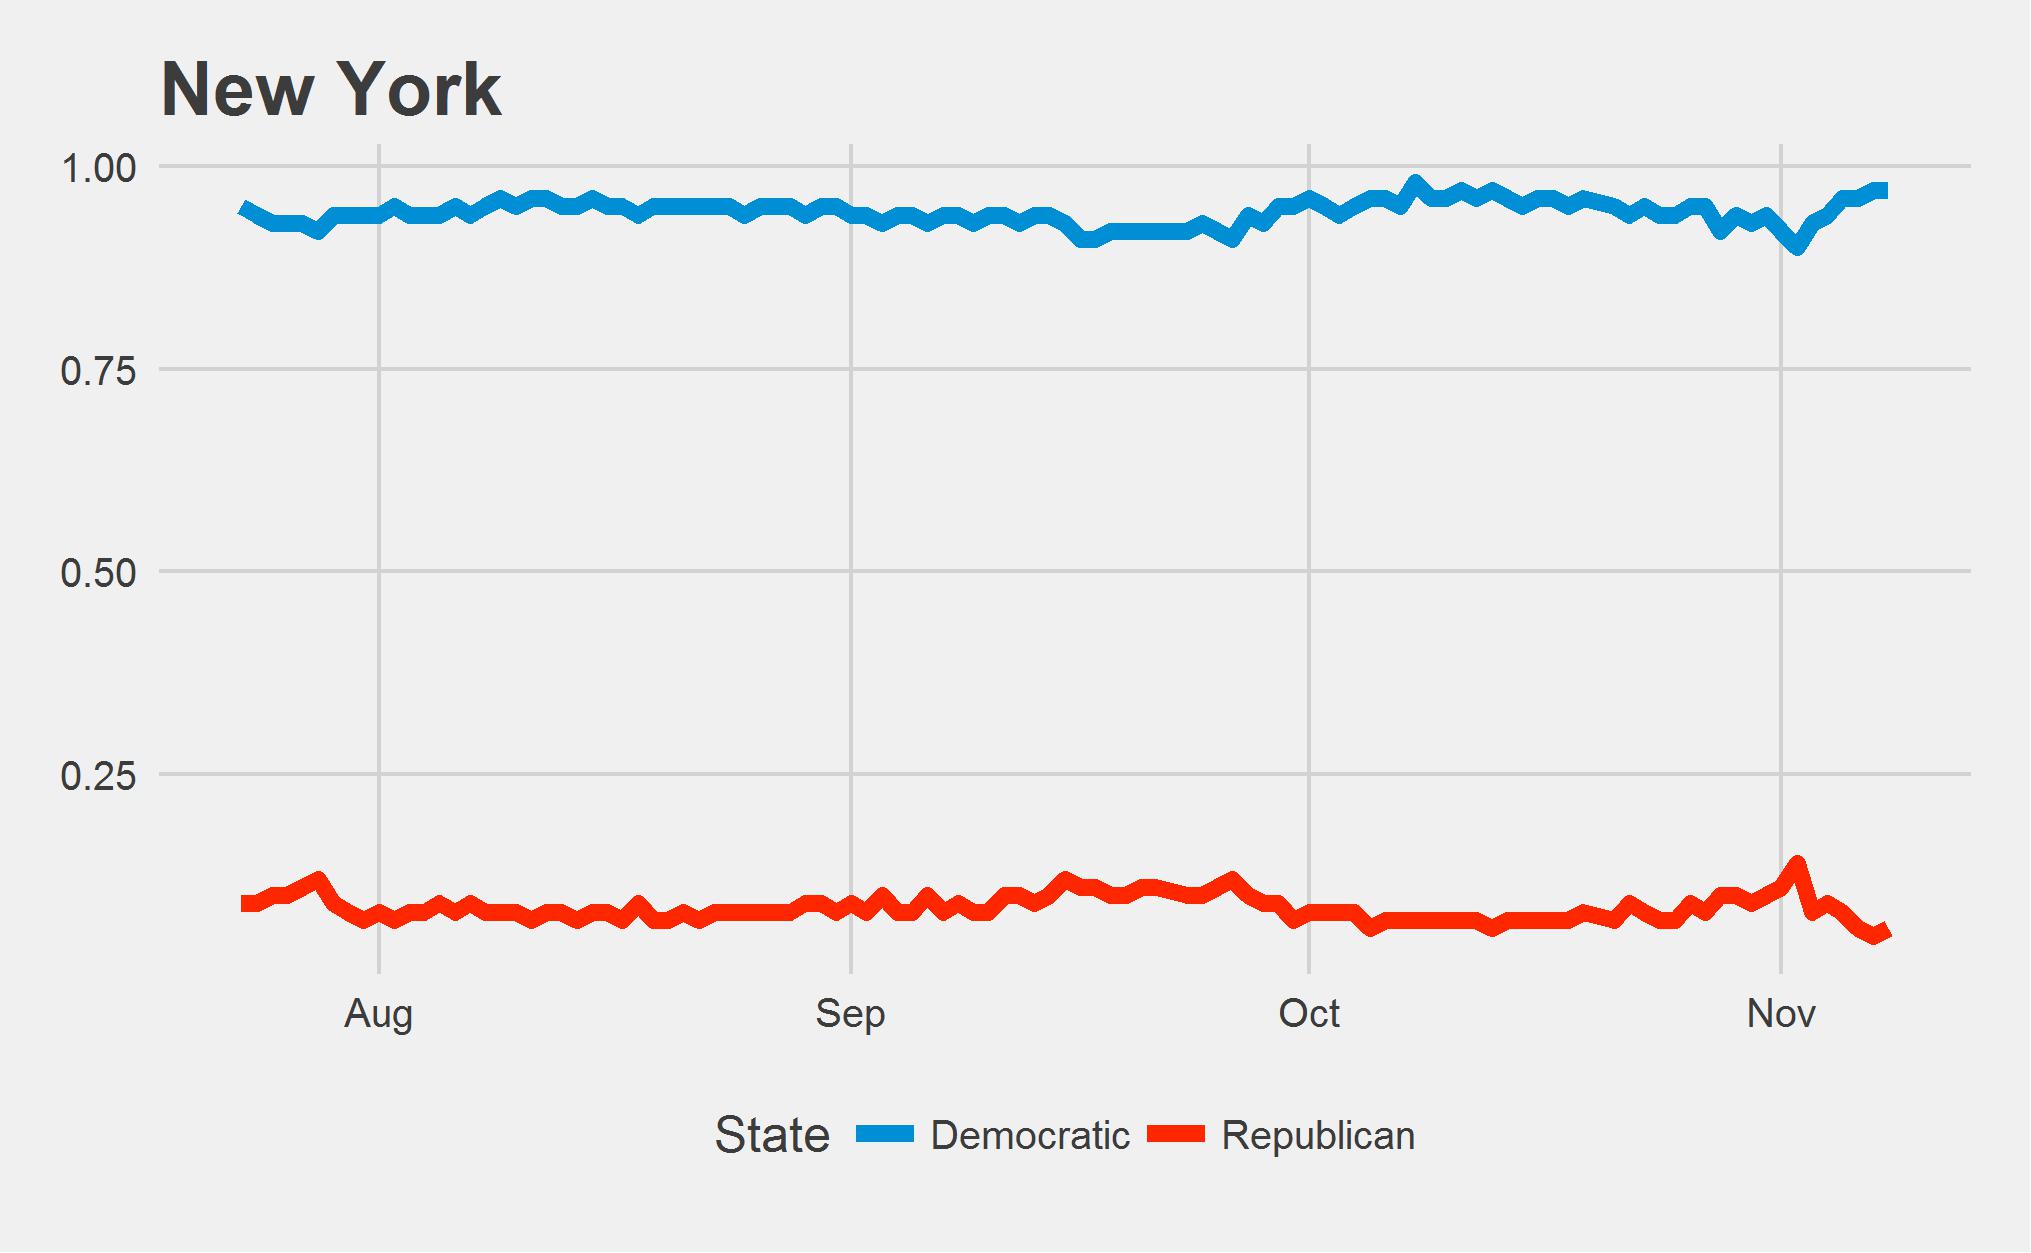 New York
1.00
0.75
0.50
0.25
Aug Sep Oct Nov
State Democratic Republican